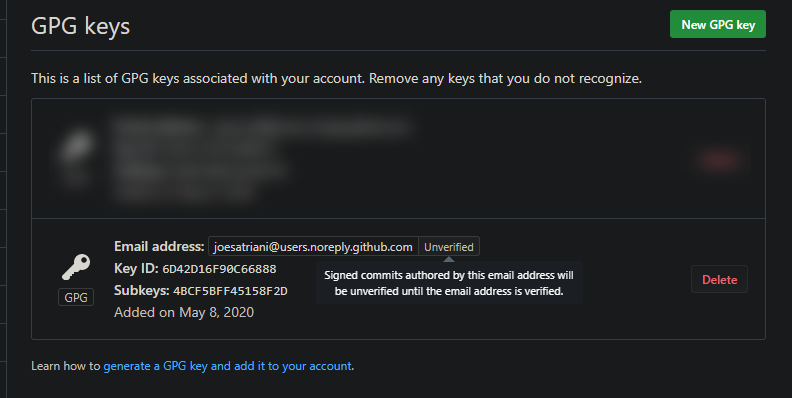 GPG keys
New GPG key
This is a list of GPG keys associated with your account. Remove any keys that you do not recognize.
Email address: joesatriani@users.noreply.github.com Unverified
Key ID: 6D42D16F90C66888
Subkeys: 4BCF5BFF45158F2D
Added on May 8, 2020
GPG
Signed commits authored by this email address will
be unverified until the email address is verified.
Delete
Learn how to generate a GPG key and add it to your account.